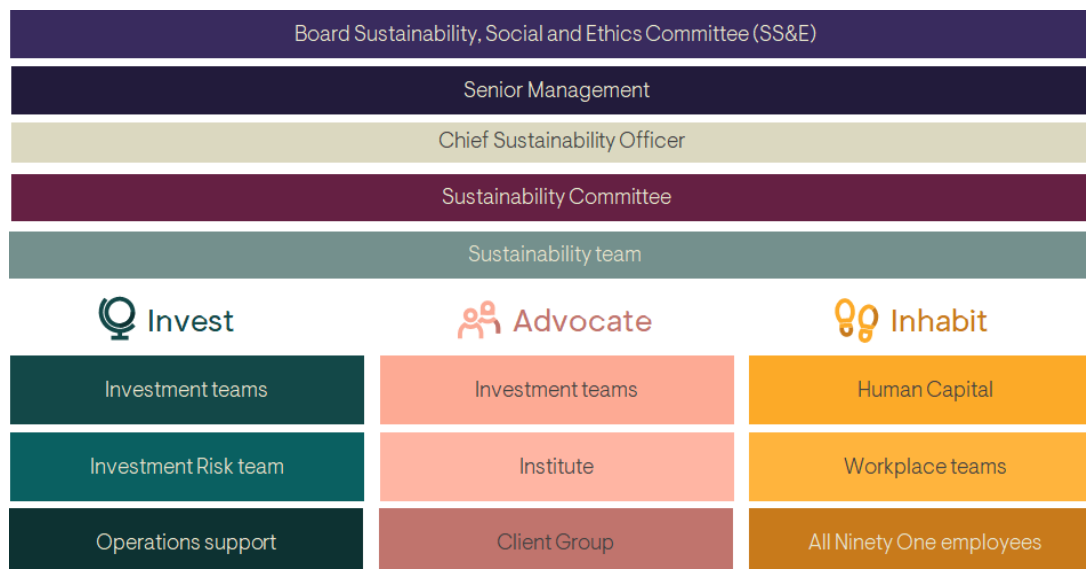 Board Sustainability, Social and Ethics Committee (SS&E)
Senior Management
Chief Sustainability Officer
Sustainability Committee
Sustainability team
Invest
Advocate
Inhabit
Investment teams
Investment teams
Human Capital
Investment Risk team
Institute
Workplace teams
Operations support
Client Group
All Ninety One employees